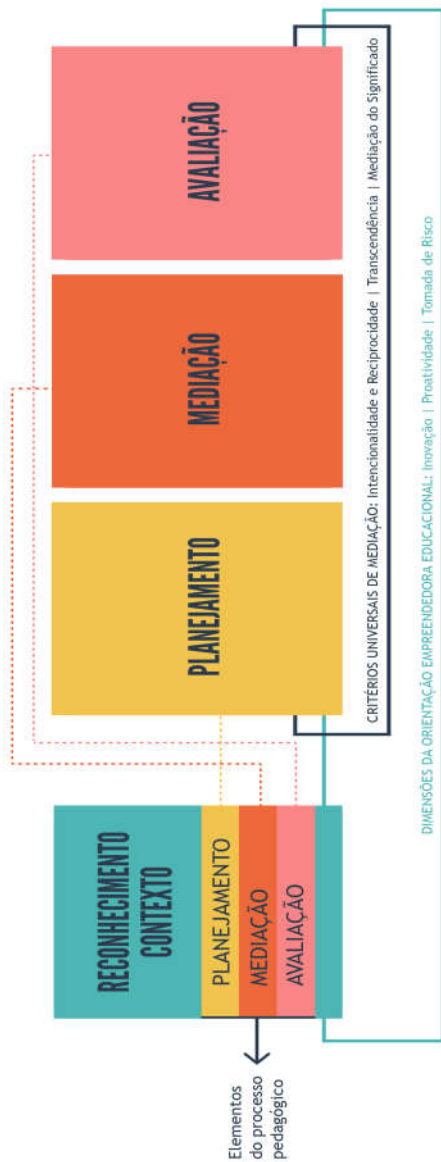 Elementos
do processo
pedagógico
RECONHECIMENTO
CONTEXTO
PLANEJAMENTO
MEDIAÇÃO
AVALIAÇÃO
PLANEJAMENTO
MEDIAÇÃO
AVALIAÇÃO
CRITÉRIOS UNIVERSAIS DE MEDIAÇÃO: Intencionalidade e Reciprocidade | Transcendência | Mediação do Significado
DIMENSÕES DA ORIENTAÇÃO EMPREENDEDORA EDUCACIONAL: Inovação | Proatividade | Tomada de Risco